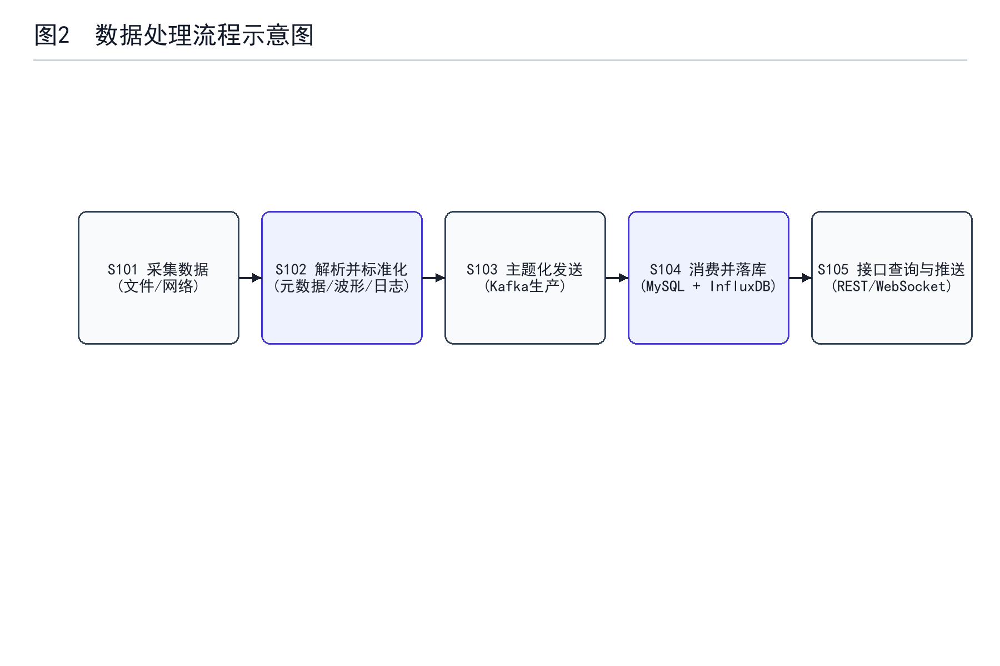 图2 数据处理流程示意图
S101 采集数据
(文件/网络)
S102 解析并标准化
(元数据/波形/日志)
S103 主题化发送
(Kafka生产)
S104 消费并落库
(MySQL + InfluxDB)
S105 接口查询与推送
(REST/WebSocket)